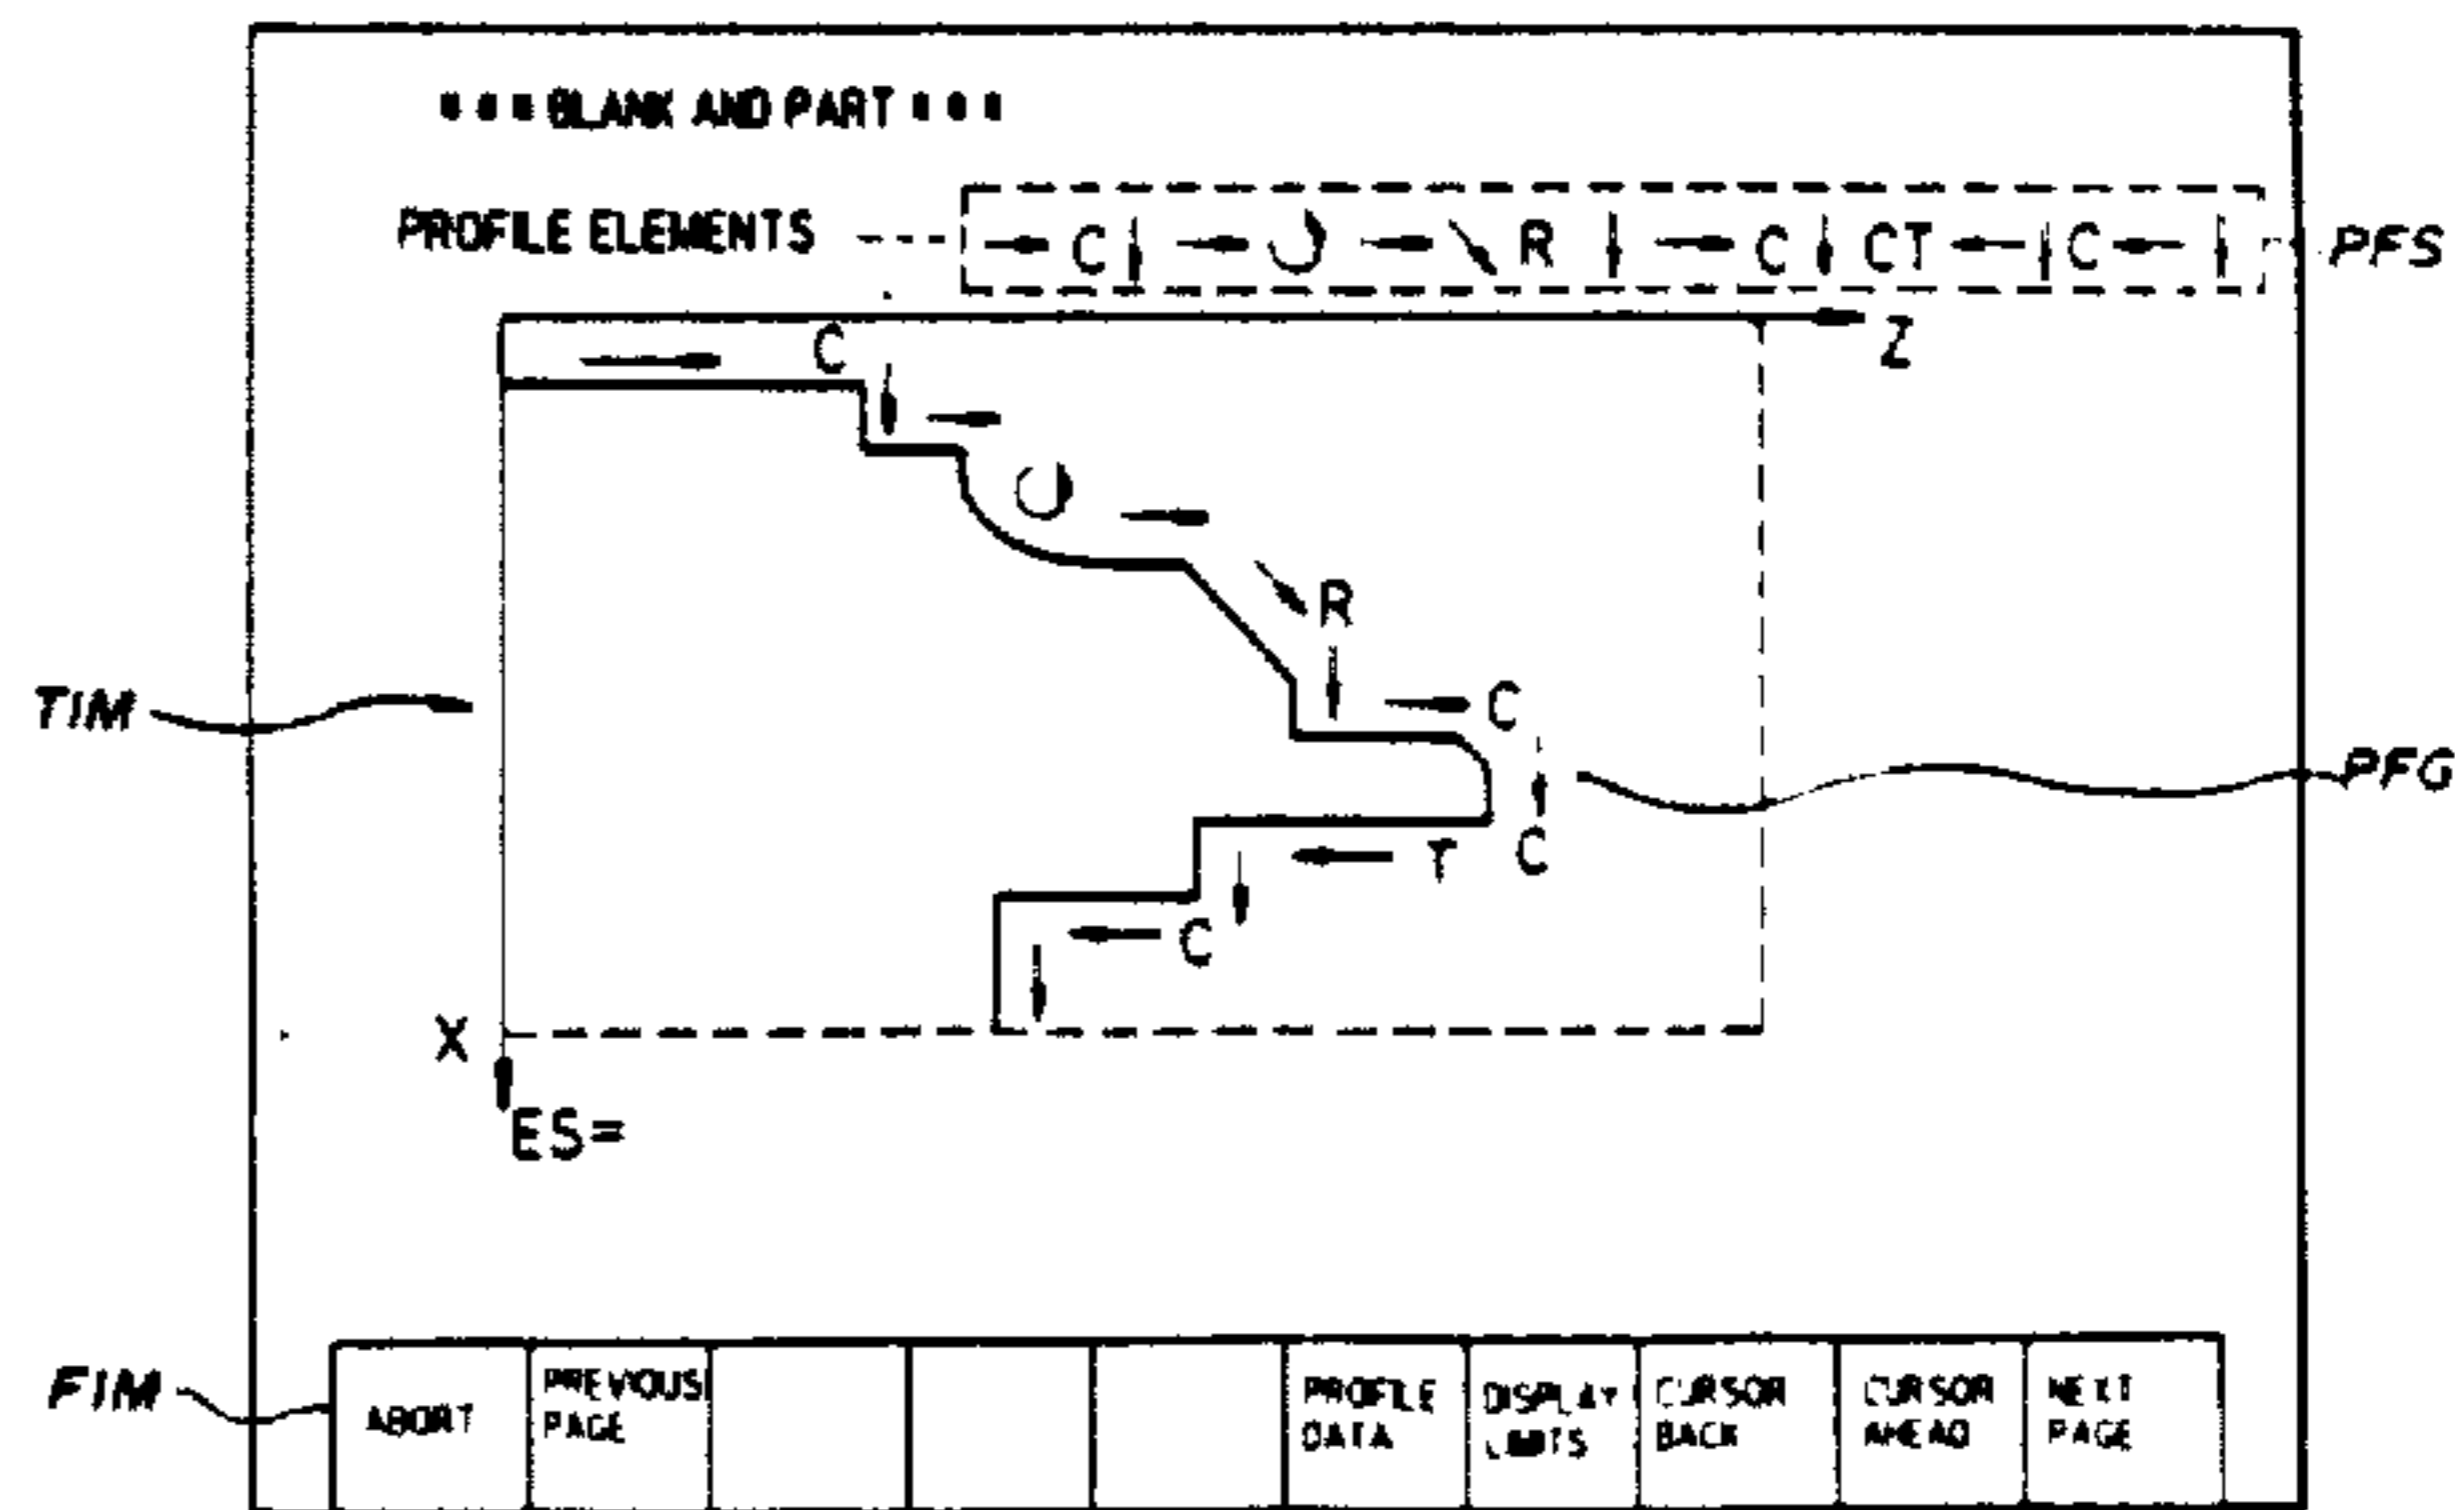 BLANK AND PART
PROFILE ELEMENTS
→ C ↓ → ↺ → ↘ R ↓ → C ↓ CT ← ↓ C ← ↓
PFS
Z
C
R
C
TIM
PFG
T C
C
X
ES=
FIM
ABORT
PREVIOUS
PAGE
PROFILE
DATA
DISPLAY
LIMITS
CURSOR
BACK
CURSOR
AHEAD
NEXT
PAGE